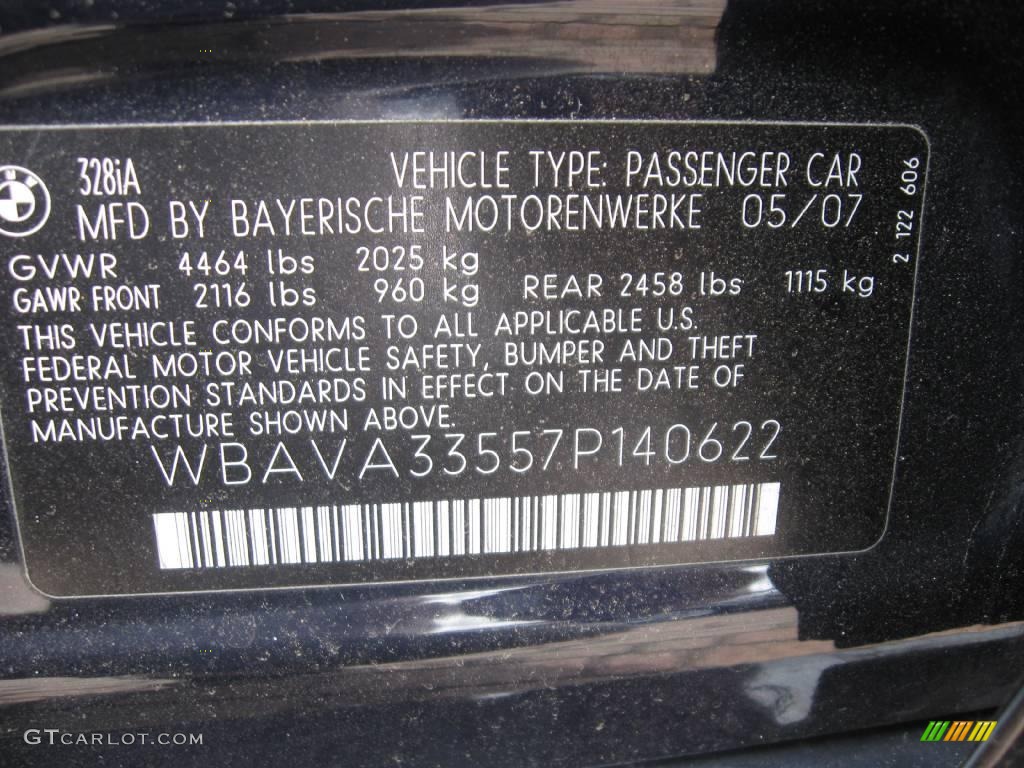 328iA VEHICLE TYPE: PASSENGER CAR
MFD BY BAYERISCHE MOTORENWERKE 05/07
GVWR 4464 lbs 2025 kg
GAWR FRONT 2116 lbs 960 kg REAR 2458 lbs 1115 kg
THIS VEHICLE CONFORMS TO ALL APPLICABLE U.S.
FEDERAL MOTOR VEHICLE SAFETY, BUMPER AND THEFT
PREVENTION STANDARDS IN EFFECT ON THE DATE OF
MANUFACTURE SHOWN ABOVE.
WBAVA33557P140622
2 122 606
GTCARLOT.COM